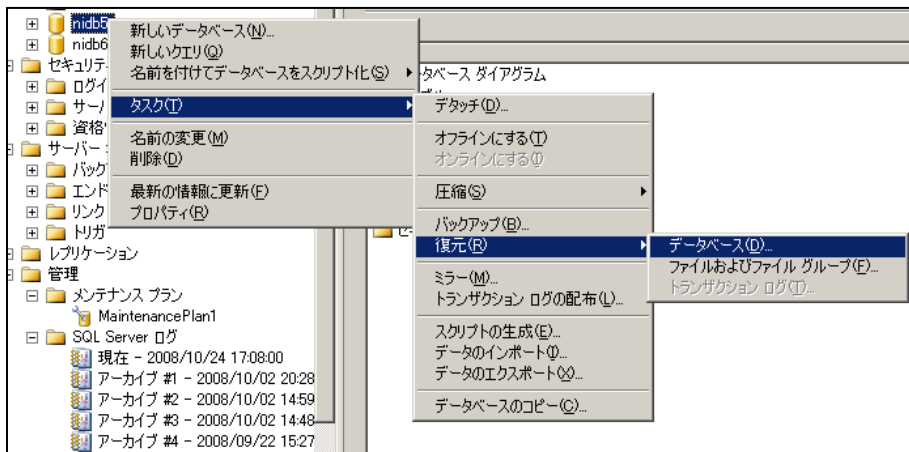 nidb5
nidb6
セキュリテ
ログイ
サー
資格
サーバー
バック
エンド
リンク
トリガ
レプリケーション
管理
メンテナンス プラン
MaintenancePlan1
SQL Server ログ
現在 - 2008/10/24 17:08:00
アーカイブ #1 - 2008/10/02 20:28
アーカイブ #2 - 2008/10/02 14:59
アーカイブ #3 - 2008/10/02 14:48
アーカイブ #4 - 2008/09/22 15:27
新しいデータベース(N)...
新しいクエリ(Q)
名前を付けてデータベースをスクリプト化(S)
タスク(T)
名前の変更(M)
削除(D)
最新の情報に更新(F)
プロパティ(R)
タベース ダイアグラム
デタッチ(D)...
オフラインにする(T)
オンラインにする(I)
圧縮(S)
バックアップ(B)...
復元(R)
ミラー(M)...
トランザクション ログの配布(L)...
スクリプトの生成(E)...
データのインポート(I)...
データのエクスポート(X)...
データベースのコピー(C)...
データベース(D)...
ファイルおよびファイル グループ(F)...
トランザクション ログ(T)...